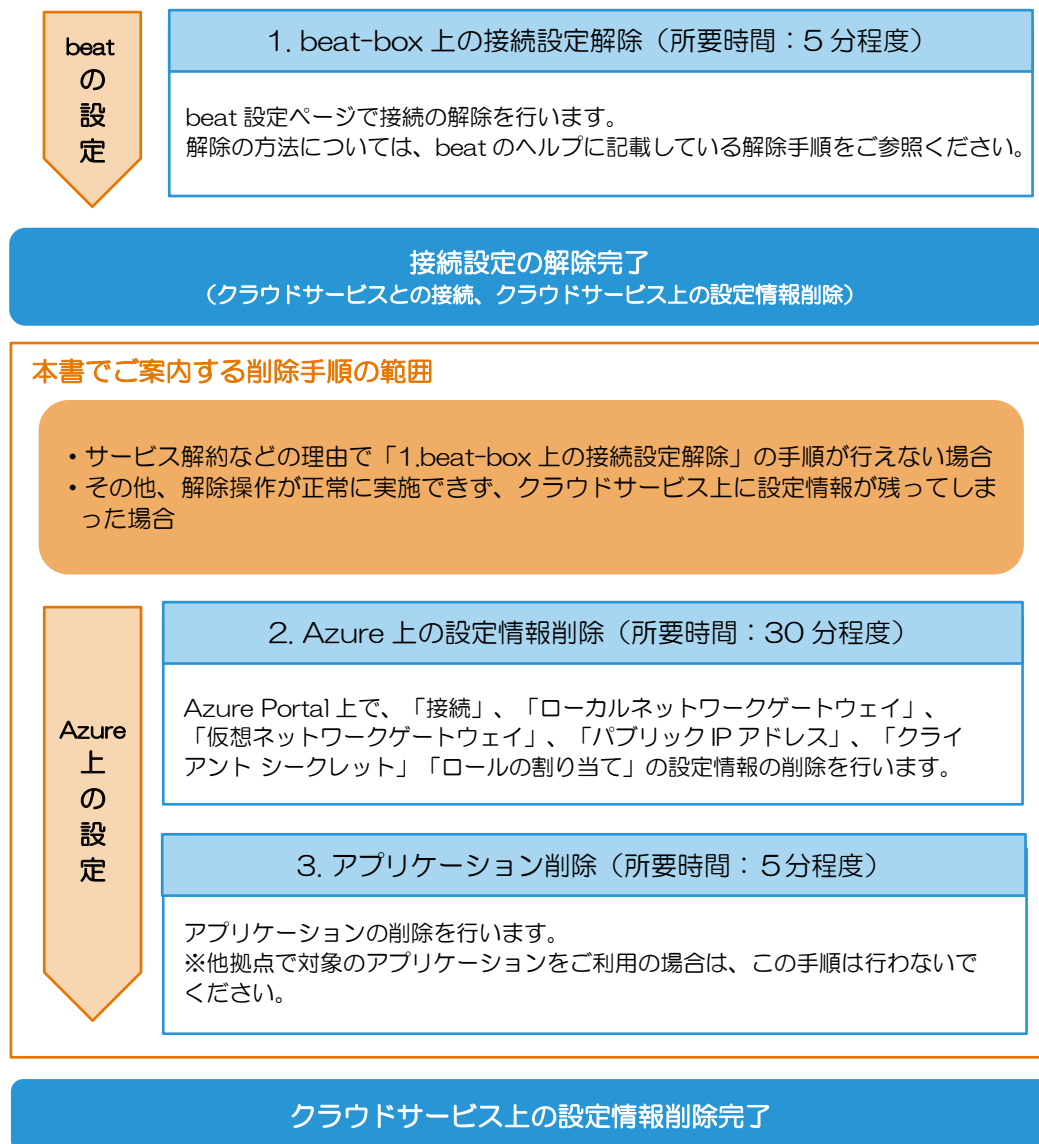 beat
の
設
定
1. beat-box 上の接続設定解除（所要時間：5 分程度）
beat 設定ページで接続の解除を行います。
解除の方法については、beat のヘルプに記載している解除手順をご参照ください。
接続設定の解除完了
（クラウドサービスとの接続、クラウドサービス上の設定情報削除）
本書でご案内する削除手順の範囲
・サービス解約などの理由で「1.beat-box 上の接続設定解除」の手順が行えない場合
・その他、解除操作が正常に実施できず、クラウドサービス上に設定情報が残ってしま
った場合
Azure
上
の
設
定
2. Azure 上の設定情報削除（所要時間：30 分程度）
Azure Portal 上で、「接続」、「ローカルネットワークゲートウェイ」、
「仮想ネットワークゲートウェイ」、「パブリック IP アドレス」、「クライ
アント シークレット」「ロールの割り当て」の設定情報の削除を行います。
3. アプリケーション削除（所要時間：5分程度）
アプリケーションの削除を行います。
※他拠点で対象のアプリケーションをご利用の場合は、この手順は行わないで
ください。
クラウドサービス上の設定情報削除完了